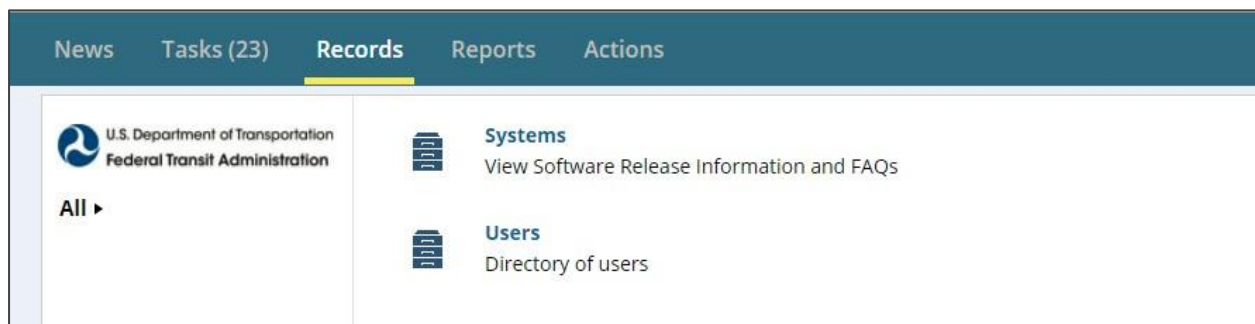 News Tasks (23) Records Reports Actions
U.S. Department of Transportation
Federal Transit Administration
All
Systems
View Software Release Information and FAQs
Users
Directory of users